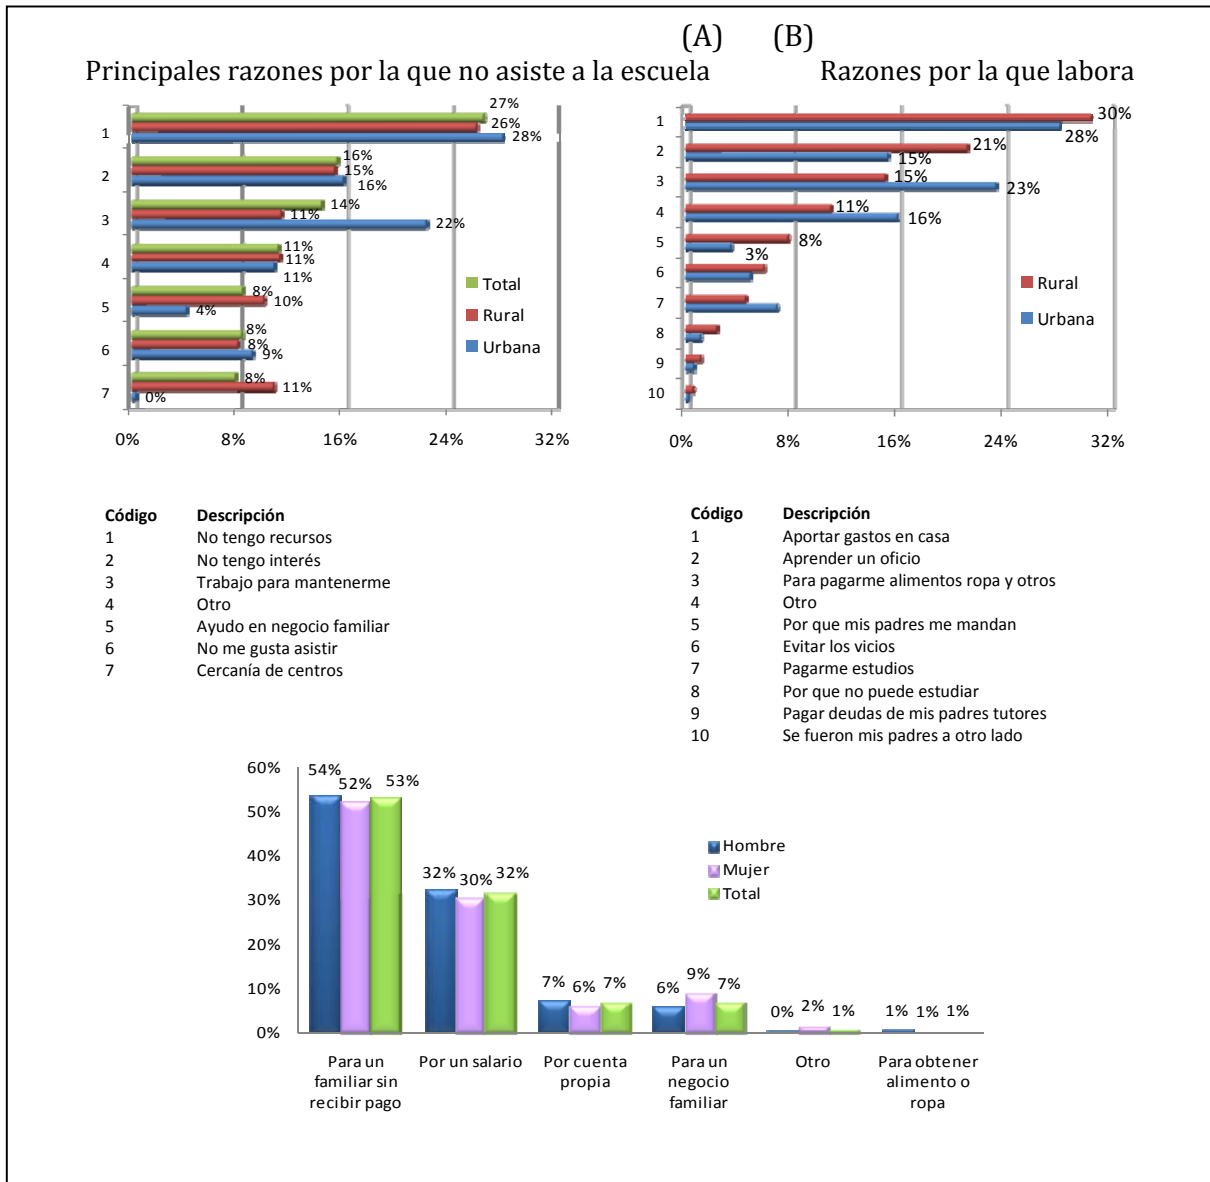 (A) (B)
Principales razones por la que no asiste a la escuela
27%
1 26%
28%
16%
2 15%
16%
14%
3 11%
22%
11%
4 11%
11%
8%
5 10%
4%
8%
6 8%
9%
8%
7 11%
0%
Total
Rural
Urbana
0% 8% 16% 24% 32%
Razones por la que labora
1 30%
28%
2 21%
15%
3 15%
23%
4 11%
16%
5 8%
3%
6
7
8
9
10
Rural
Urbana
0% 8% 16% 24% 32%
Código Descripción
1 No tengo recursos
2 No tengo interés
3 Trabajo para mantenerme
4 Otro
5 Ayudo en negocio familiar
6 No me gusta asistir
7 Cercanía de centros
Código Descripción
1 Aportar gastos en casa
2 Aprender un oficio
3 Para pagarme alimentos ropa y otros
4 Otro
5 Por que mis padres me mandan
6 Evitar los vicios
7 Pagarme estudios
8 Por que no puede estudiar
9 Pagar deudas de mis padres tutores
10 Se fueron mis padres a otro lado
60%
50%
40%
30%
20%
10%
0%
54% 52% 53%
32% 30% 32%
7% 6% 7%
6% 9% 7%
0% 2% 1%
1% 1% 1%
Hombre
Mujer
Total
Para un
familiar sin
recibir pago
Por un salario
Por cuenta
propia
Para un
negocio
familiar
Otro
Para obtener
alimento o
ropa